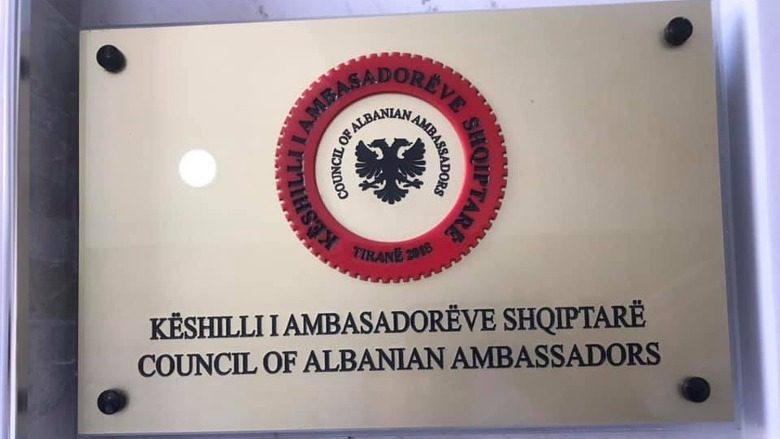 KËSHILLI I AMBASADORËVE SHQIPTARË
COUNCIL OF ALBANIAN AMBASSADORS
TIRANË 2018
KËSHILLI I AMBASADORËVE SHQIPTARË
COUNCIL OF ALBANIAN AMBASSADORS